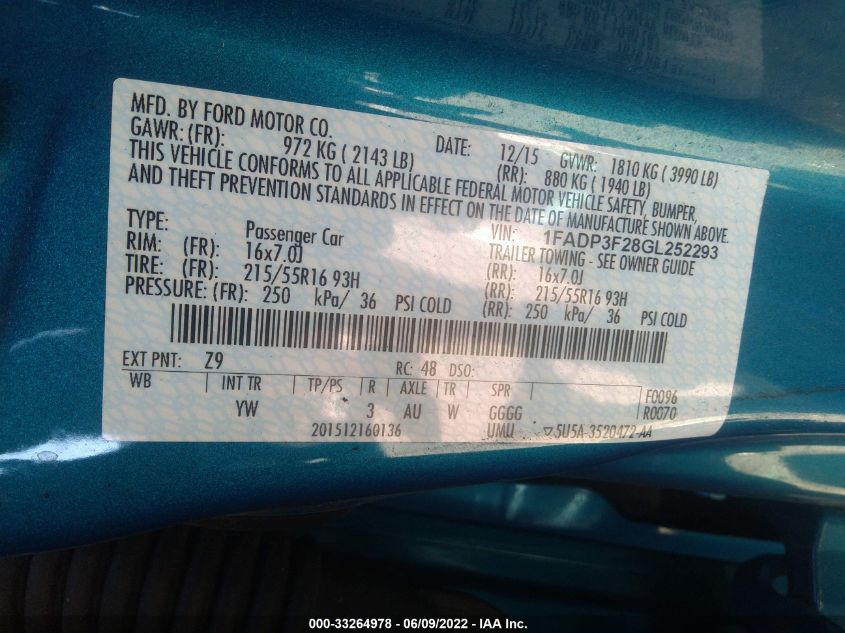 MFD. BY FORD MOTOR CO.
DATE: 12/15 GVWR: 1810 KG ( 3990 LB)
GAWR: (FR): 972 KG ( 2143 LB) (RR): 880 KG ( 1940 LB)
THIS VEHICLE CONFORMS TO ALL APPLICABLE FEDERAL MOTOR VEHICLE SAFETY, BUMPER,
AND THEFT PREVENTION STANDARDS IN EFFECT ON THE DATE OF MANUFACTURE SHOWN ABOVE.
VIN: 1FADP3F28GL252293
TYPE: Passenger Car TRAILER TOWING - SEE OWNER GUIDE
RIM: (FR): 16x7.0J (RR): 16x7.0J
TIRE: (FR): 215/55R16 93H (RR): 215/55R16 93H
PRESSURE: (FR): 250 kPa/ 36 PSI COLD (RR): 250 kPa/ 36 PSI COLD
EXT PNT: Z9 RC: 48 DSO:
WB INT TR TP/PS R AXLE TR SPR F0096
YW 3 AU W GGGG R0070
201512160136 UMU ▽5U5A-3520472-AA
000-33264978 - 06/09/2022 - IAA Inc.